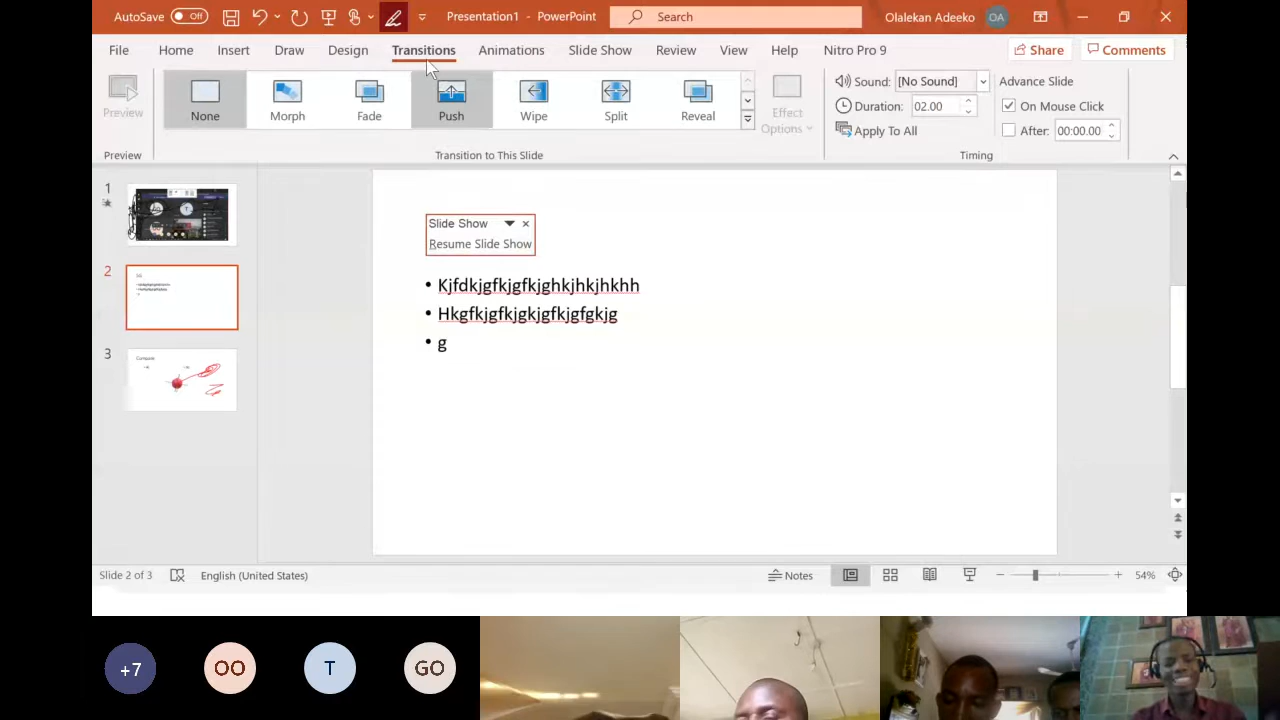 AutoSave Off Presentation1 - PowerPoint Search Olalekan Adeeko OA
File Home Insert Draw Design Transitions Animations Slide Show Review View Help Nitro Pro 9 Share Comments
Preview None Morph Fade Push Wipe Split Reveal Effect Options
Sound: [No Sound] Advance Slide
Duration: 02.00 On Mouse Click
Apply To All After: 00:00.00
Preview Transition to This Slide Timing
1
2
3
Slide Show
Resume Slide Show
• Kjfdkjgfkjgfkjghkjhkjhkhh
• Hkgfkjgfkjgkjgfkjgfgkjg
• g
Slide 2 of 3 English (United States) Notes 54%
+7 OO T GO